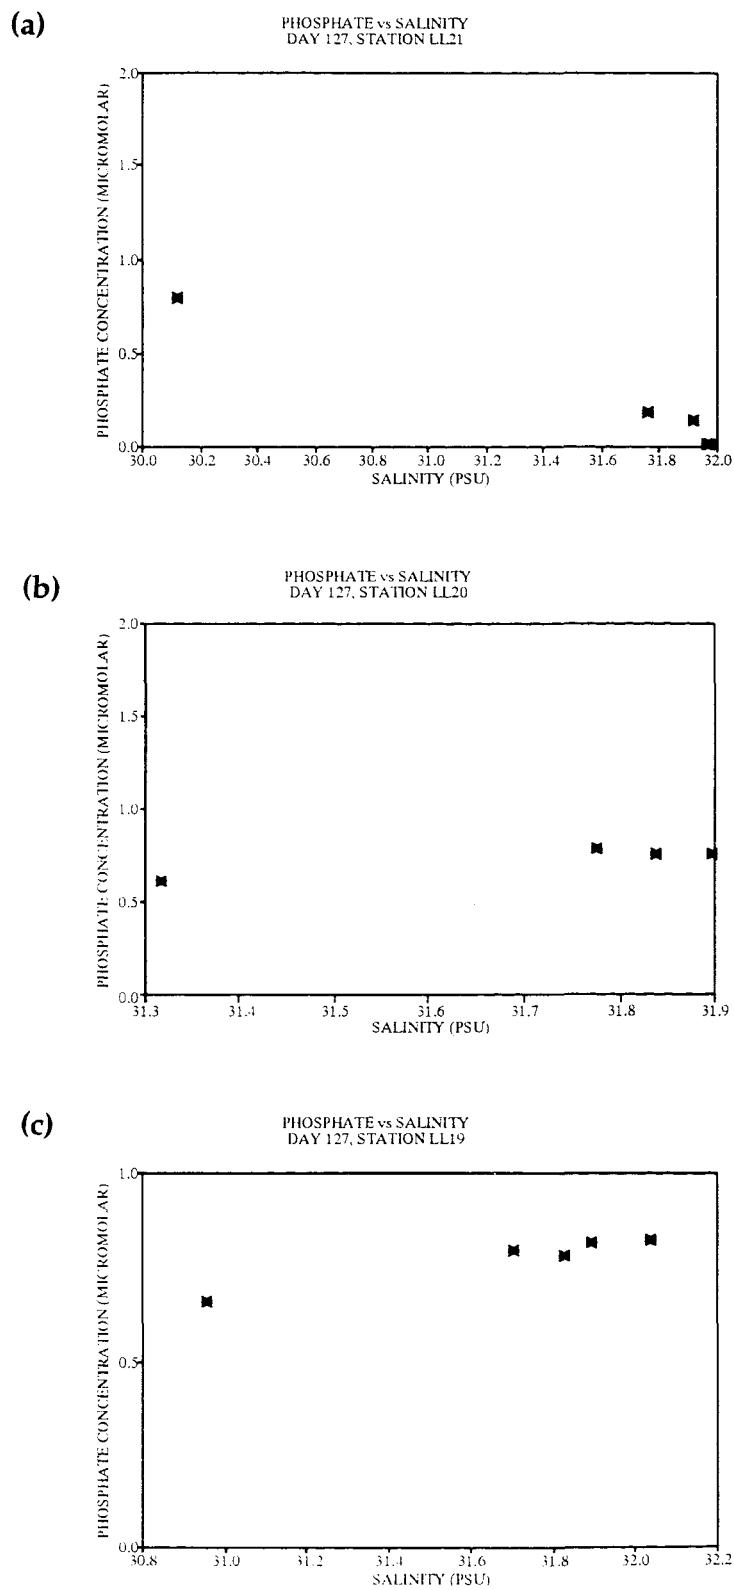 (a)
PHOSPHATE vs SALINITY
DAY 127, STATION LL21
PHOSPHATE CONCENTRATION (MICROMOLAR)
2.0
1.5
1.0
0.5
0.0
30.0 30.2 30.4 30.6 30.8 31.0 31.2 31.4 31.6 31.8 32.0
SALINITY (PSU)
(b)
PHOSPHATE vs SALINITY
DAY 127, STATION LL20
PHOSPHATE CONCENTRATION (MICROMOLAR)
2.0
1.5
1.0
0.5
0.0
31.3 31.4 31.5 31.6 31.7 31.8 31.9
SALINITY (PSU)
(c)
PHOSPHATE vs SALINITY
DAY 127, STATION LL19
PHOSPHATE CONCENTRATION (MICROMOLAR)
1.0
0.5
0.0
30.8 31.0 31.2 31.4 31.6 31.8 32.0 32.2
SALINITY (PSU)